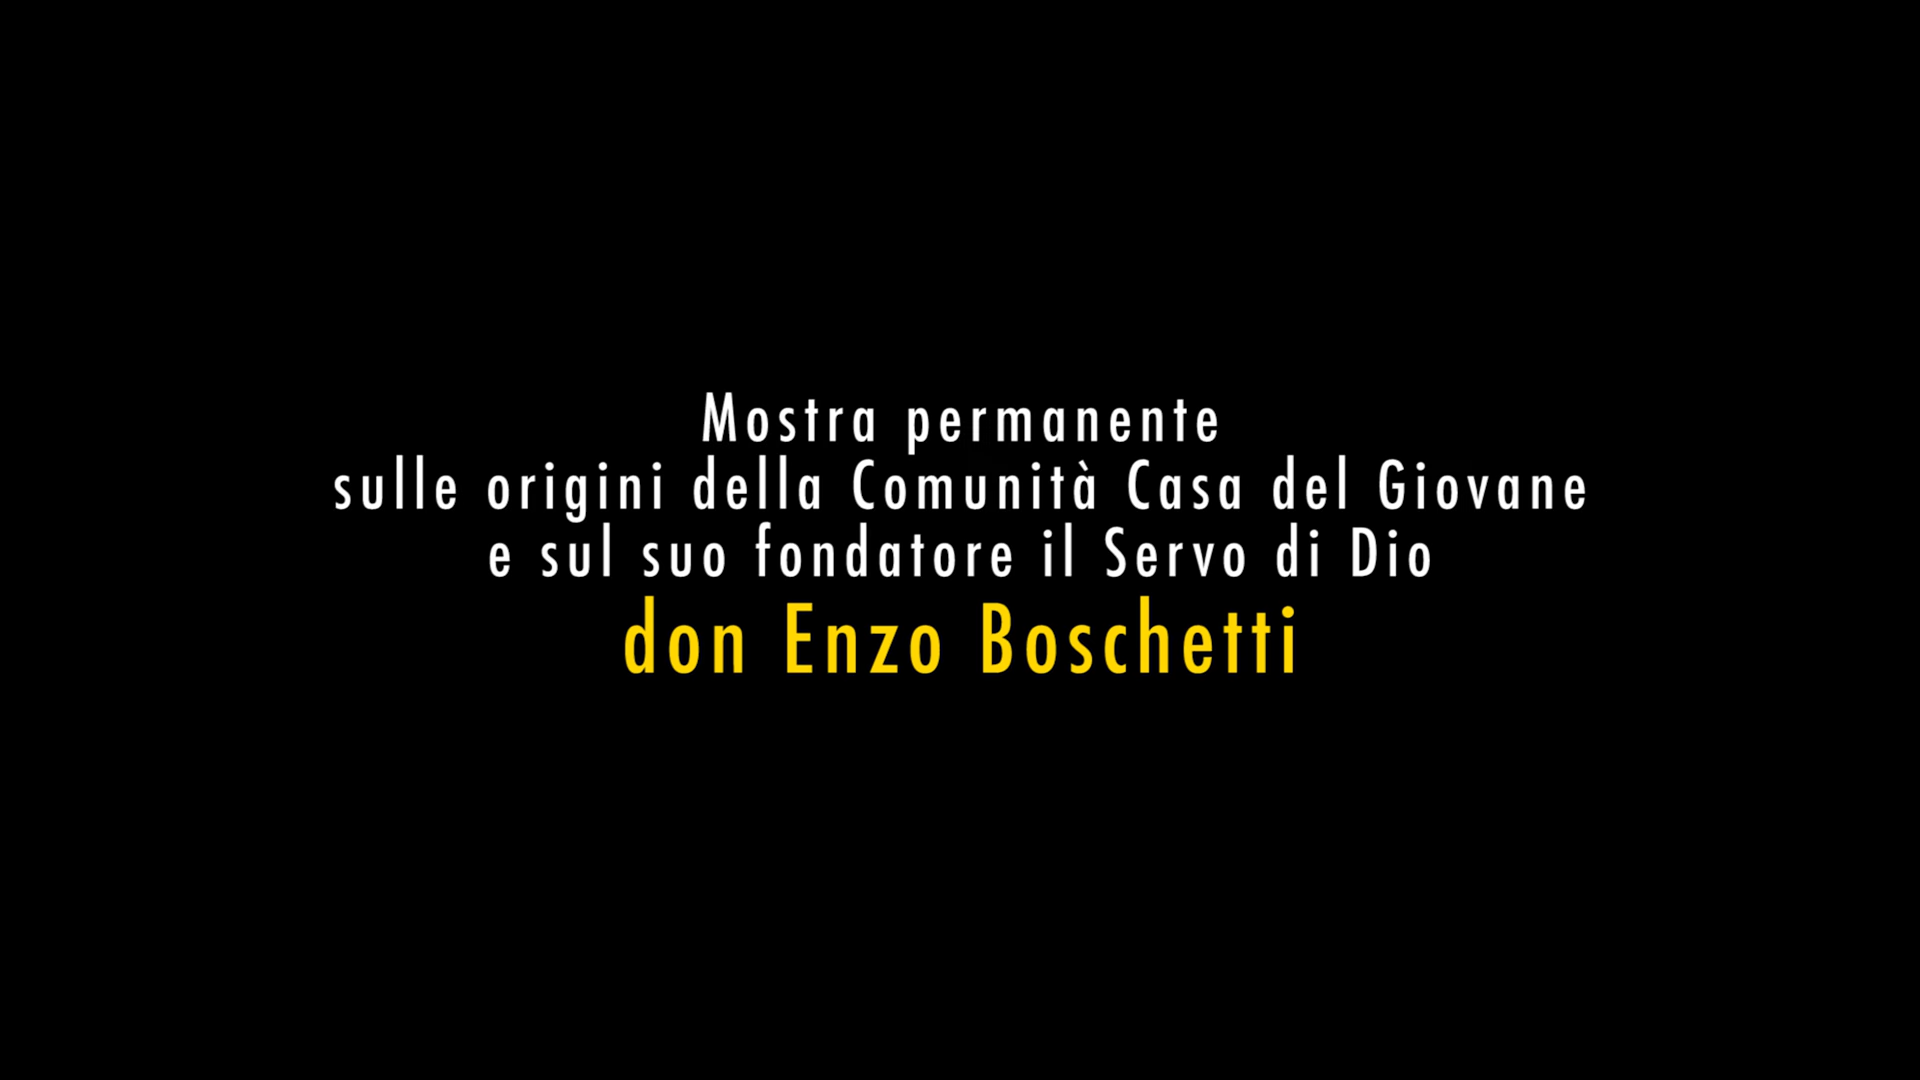 Mostra permanente
sulle origini della Comunità Casa del Giovane
e sul suo fondatore il Servo di Dio
don Enzo Boschetti